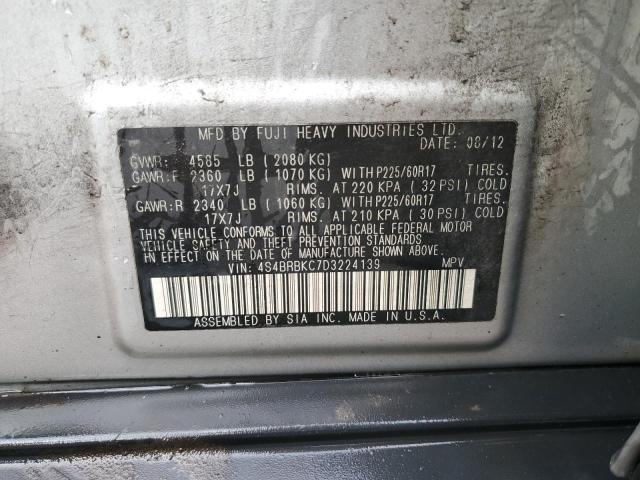 MFD BY FUJI HEAVY INDUSTRIES LTD.
DATE: 08/12
GVWR: 4585 LB ( 2080 KG)
GAWR:F 2360 LB ( 1070 KG) WITH P225/60R17 TIRES.
17X7J RIMS. AT 220 KPA ( 32 PSI) COLD
GAWR:R 2340 LB ( 1060 KG) WITH P225/60R17 TIRES.
17X7J RIMS. AT 210 KPA ( 30 PSI) COLD
THIS VEHICLE CONFORMS TO ALL APPLICABLE FEDERAL MOTOR
VEHICLE SAFETY AND THEFT PREVENTION STANDARDS
IN EFFECT ON THE DATE OF MANUFACTURE SHOWN ABOVE.
VIN: 4S4BRBKC7D3224139 MPV
ASSEMBLED BY SIA INC. MADE IN U.S.A.